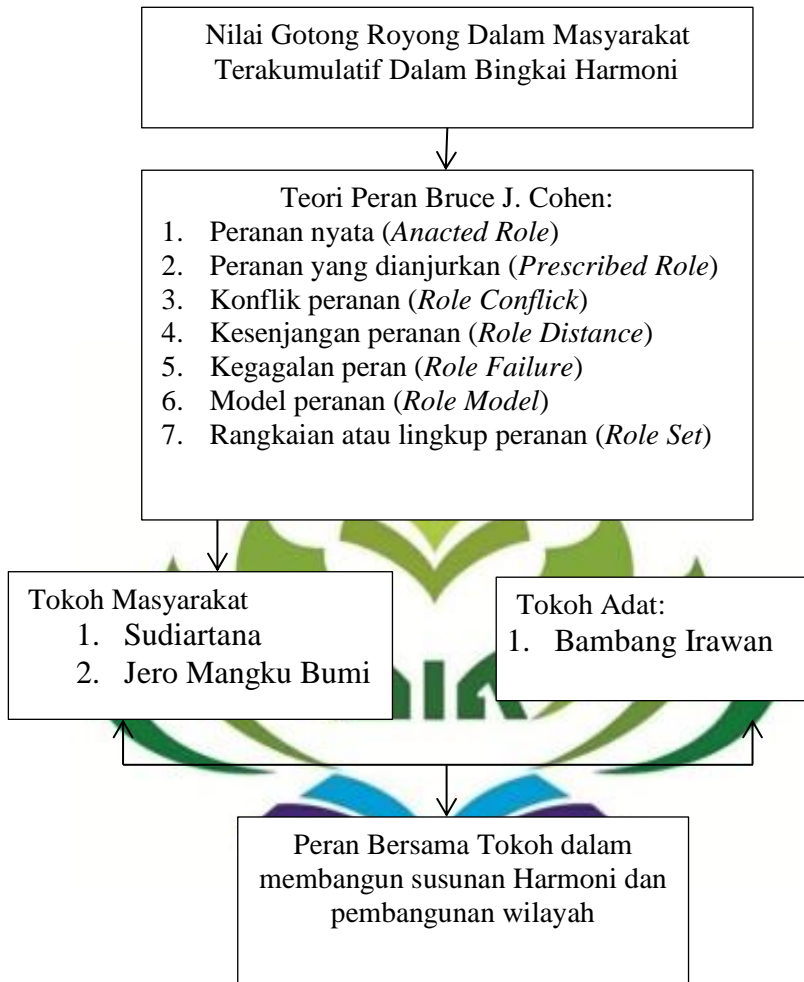 Nilai Gotong Royong Dalam Masyarakat
Terakumulatif Dalam Bingkai Harmoni
Teori Peran Bruce J. Cohen:
1. Peranan nyata (Anacted Role)
2. Peranan yang dianjurkan (Prescribed Role)
3. Konflik peranan (Role Conflick)
4. Kesenjangan peranan (Role Distance)
5. Kegagalan peran (Role Failure)
6. Model peranan (Role Model)
7. Rangkaian atau lingkup peranan (Role Set)
Tokoh Masyarakat
1. Sudiartana
2. Jero Mangku Bumi
Tokoh Adat:
1. Bambang Irawan
Peran Bersama Tokoh dalam
membangun susunan Harmoni dan
pembangunan wilayah